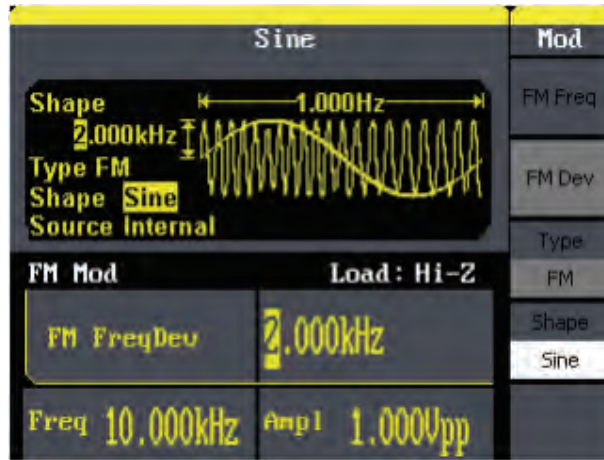 Sine
Mod
Shape
1.000Hz
2.000kHz
Type FM
Shape Sine
Source Internal
FM Mod Load: Hi-Z
FM FreqDev 2.000kHz
Freq 10.000kHz Ampl 1.000Vpp
FM Freq
FM Dev
Type
FM
Shape
Sine